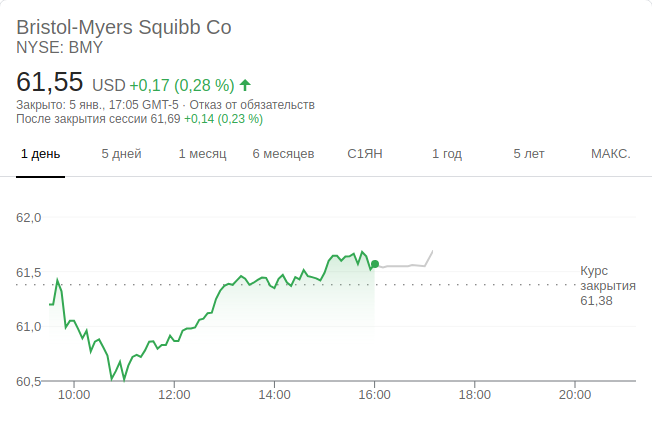 Bristol-Myers Squibb Co
NYSE: BMY
61,55 USD +0,17 (0,28 %)
Закрыто: 5 янв., 17:05 GMT-5 · Отказ от обязательств
После закрытия сессии 61,69 +0,14 (0,23 %)
1 день 5 дней 1 месяц 6 месяцев С1ЯН 1 год 5 лет МАКС.
62,0
61,5
Курс
закрытия
61,38
61,0
60,5
10:00 12:00 14:00 16:00 18:00 20:00